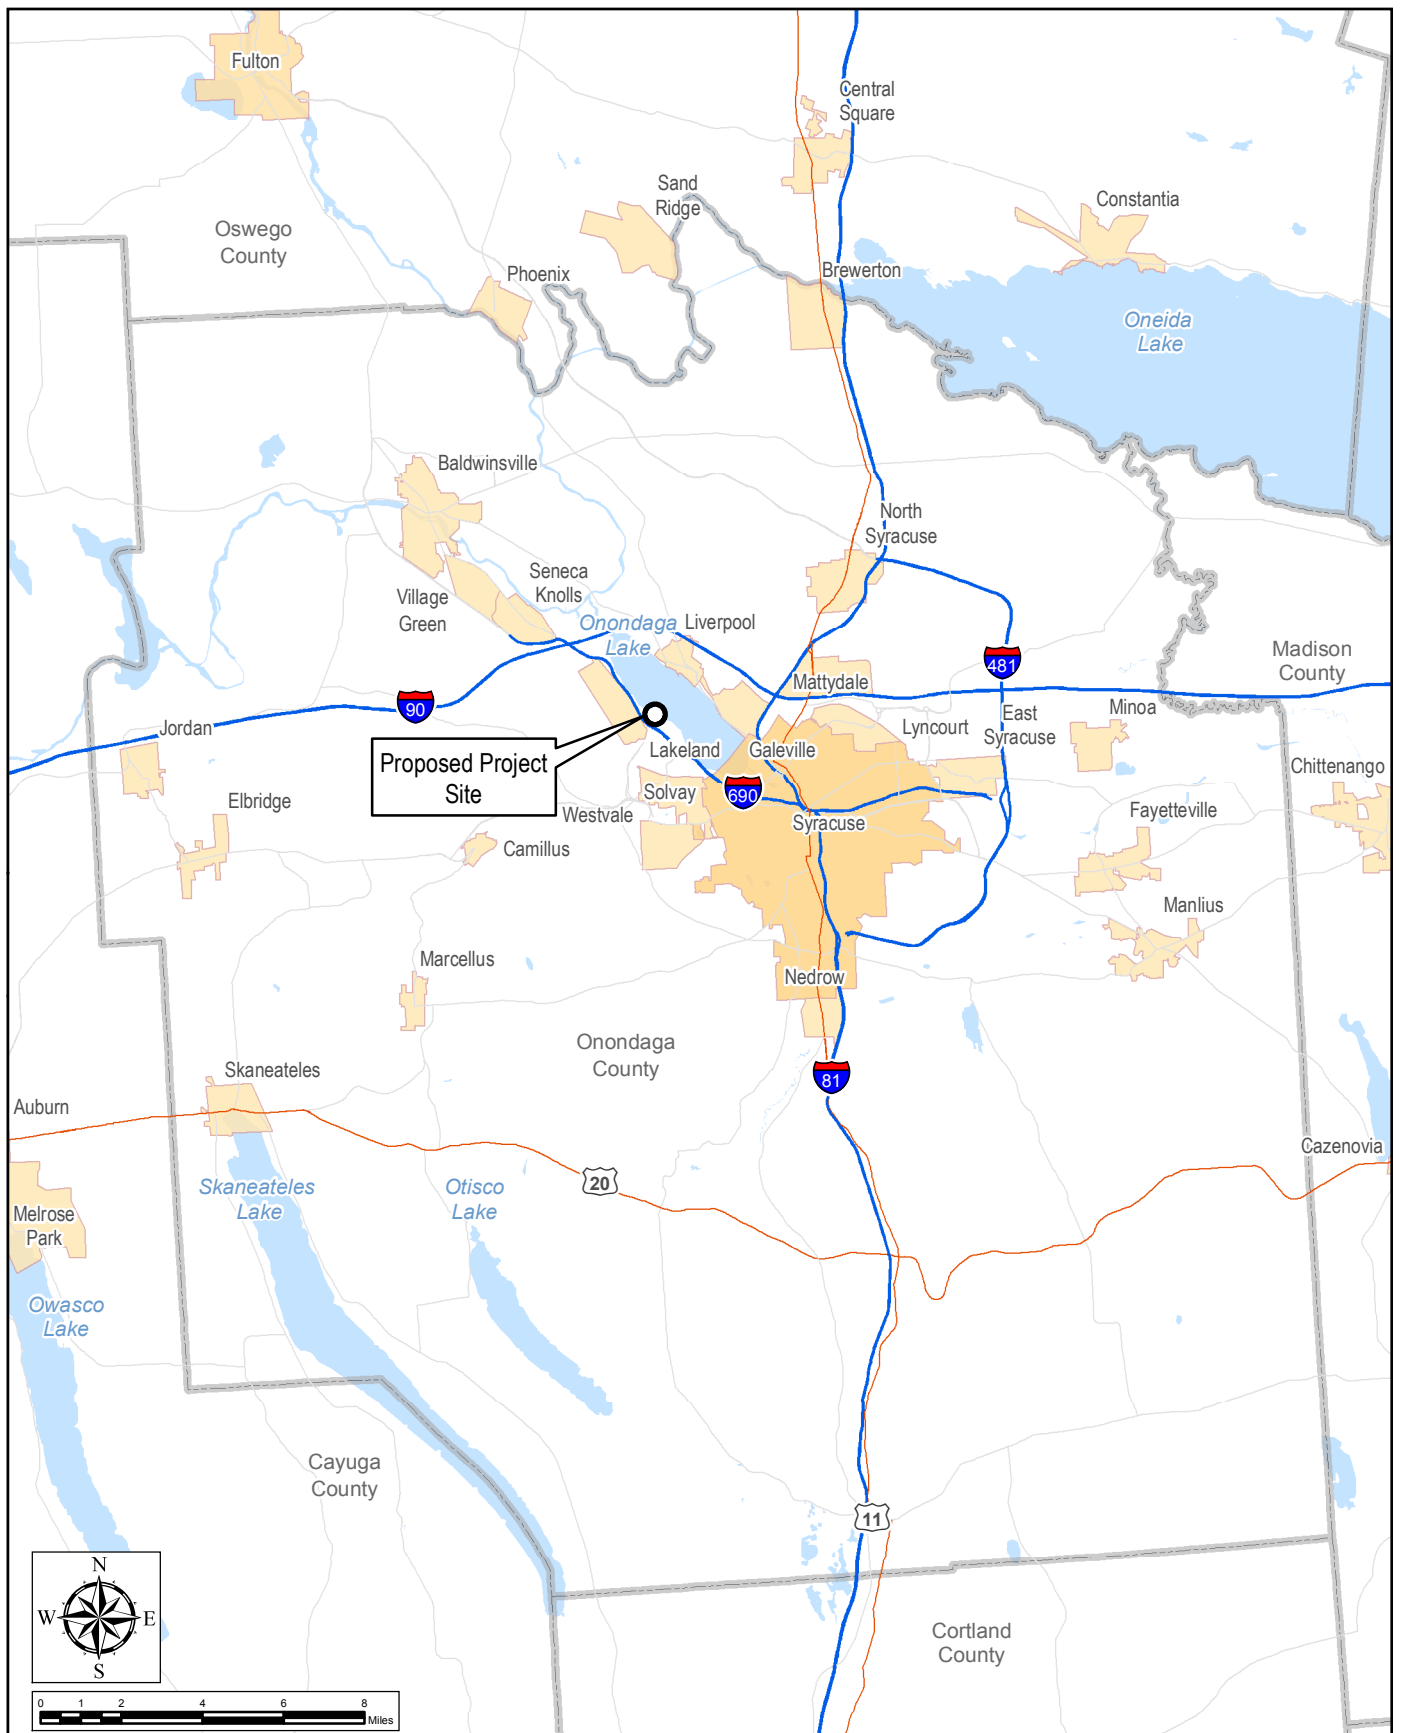 Fulton
Central
Square
Sand
Ridge
Constantia
Oswego
County
Phoenix
Brewerton
Oneida
Lake
Baldwinsville
North
Syracuse
Seneca
Knolls
Village
Green
Onondaga
Lake
Liverpool
Madison
County
481
Mattydale
90
Jordan
Lyncourt
East
Syracuse
Minoa
Proposed Project
Site
Lakeland
Galeville
Chittenango
Elbridge
Solvay
690
Westvale
Syracuse
Fayetteville
Camillus
Manlius
Marcellus
Nedrow
Onondaga
County
Skaneateles
81
Auburn
Cazenovia
Skaneateles
Lake
Otisco
Lake
20
Melrose
Park
Owasco
Lake
Cayuga
County
11
N
W E
S
Cortland
County
0 1 2 4 6 8
Miles